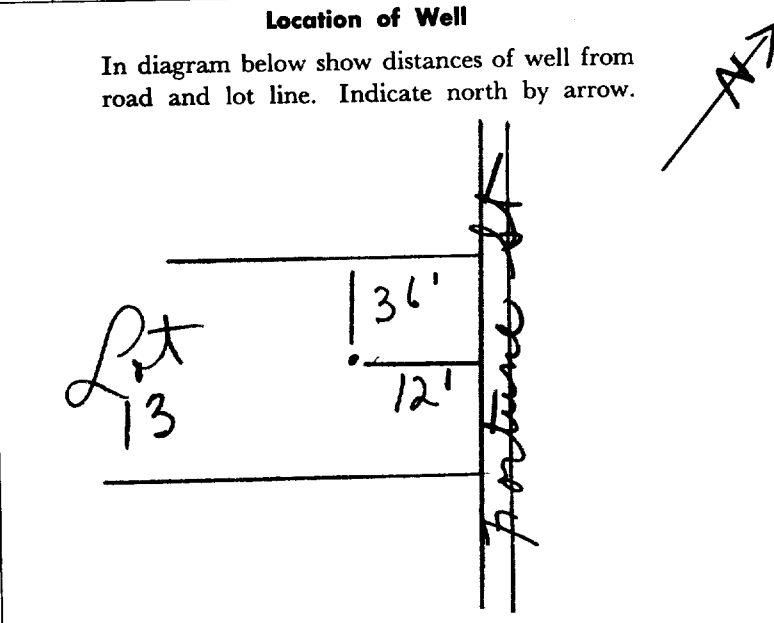 Location of Well
In diagram below show distances of well from
road and lot line. Indicate north by arrow.
N
36'
Lot
13
12'
St